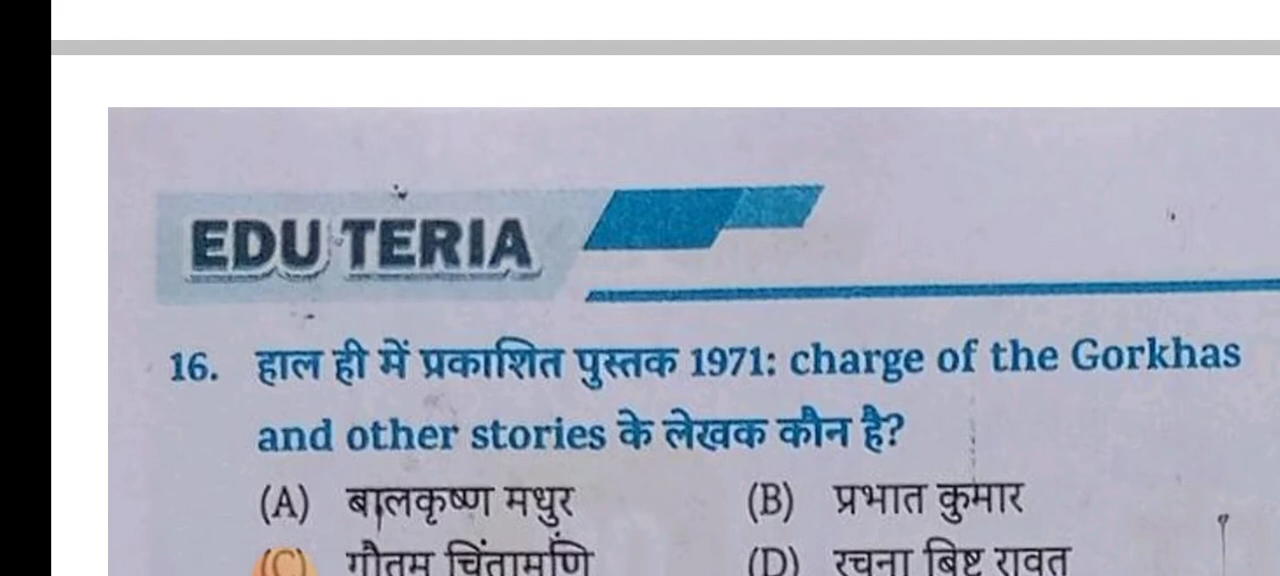 EDU TERIA
16. हाल ही में प्रकाशित पुस्तक 1971: charge of the Gorkhas
and other stories के लेखक कौन है?
(A) बालकृष्ण मधुर (B) प्रभात कुमार
(C) गौतम चिंतामणि (D) रचना बिष्ट रावत